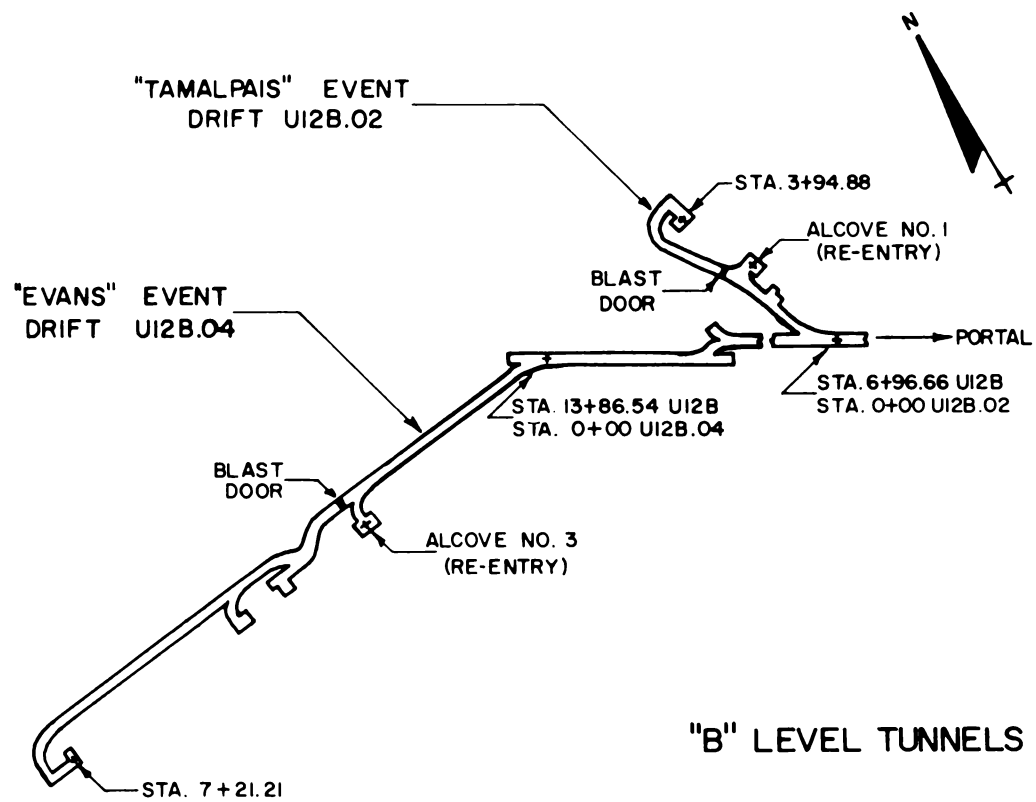 N
"TAMALPAIS" EVENT
DRIFT U12B.02
STA. 3+94.88
ALCOVE NO. 1
(RE-ENTRY)
BLAST
DOOR
"EVANS" EVENT
DRIFT U12B.04
PORTAL
STA. 6+96.66 U12B
STA. 0+00 U12B.02
STA. 13+86.54 U12B
STA. 0+00 U12B.04
BLAST
DOOR
ALCOVE NO. 3
(RE-ENTRY)
"B" LEVEL TUNNELS
STA. 7+21.21